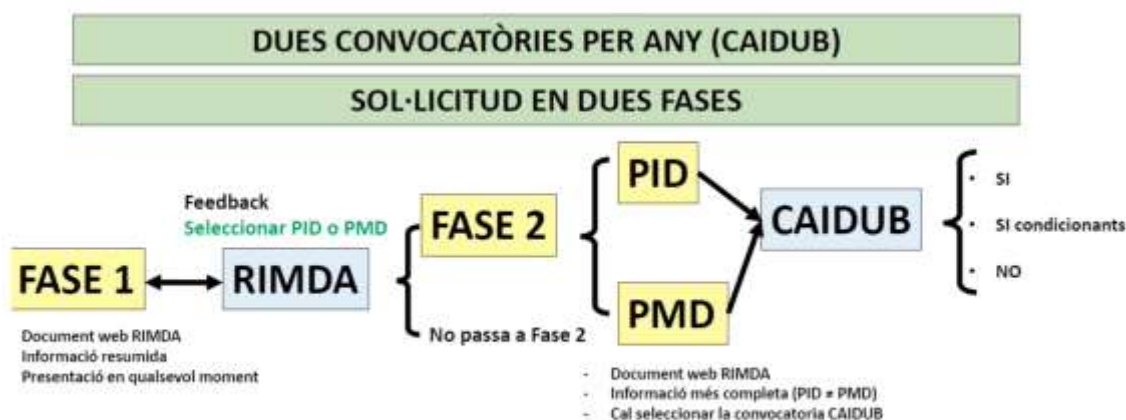 DUES CONVOCATÒRIES PER ANY (CAIDUB)
SOL·LICITUD EN DUES FASES
Feedback
Seleccionar PID o PMD
FASE 1
RIMDA
FASE 2
No passa a Fase 2
PID
PMD
CAIDUB
• SI
• SI condicionants
• NO
Document web RIMDA
Informació resumida
Presentació en qualsevol moment
- Document web RIMDA
- Informació més completa (PID ≠ PMD)
- Cal seleccionar la convocatoria CAIDUB